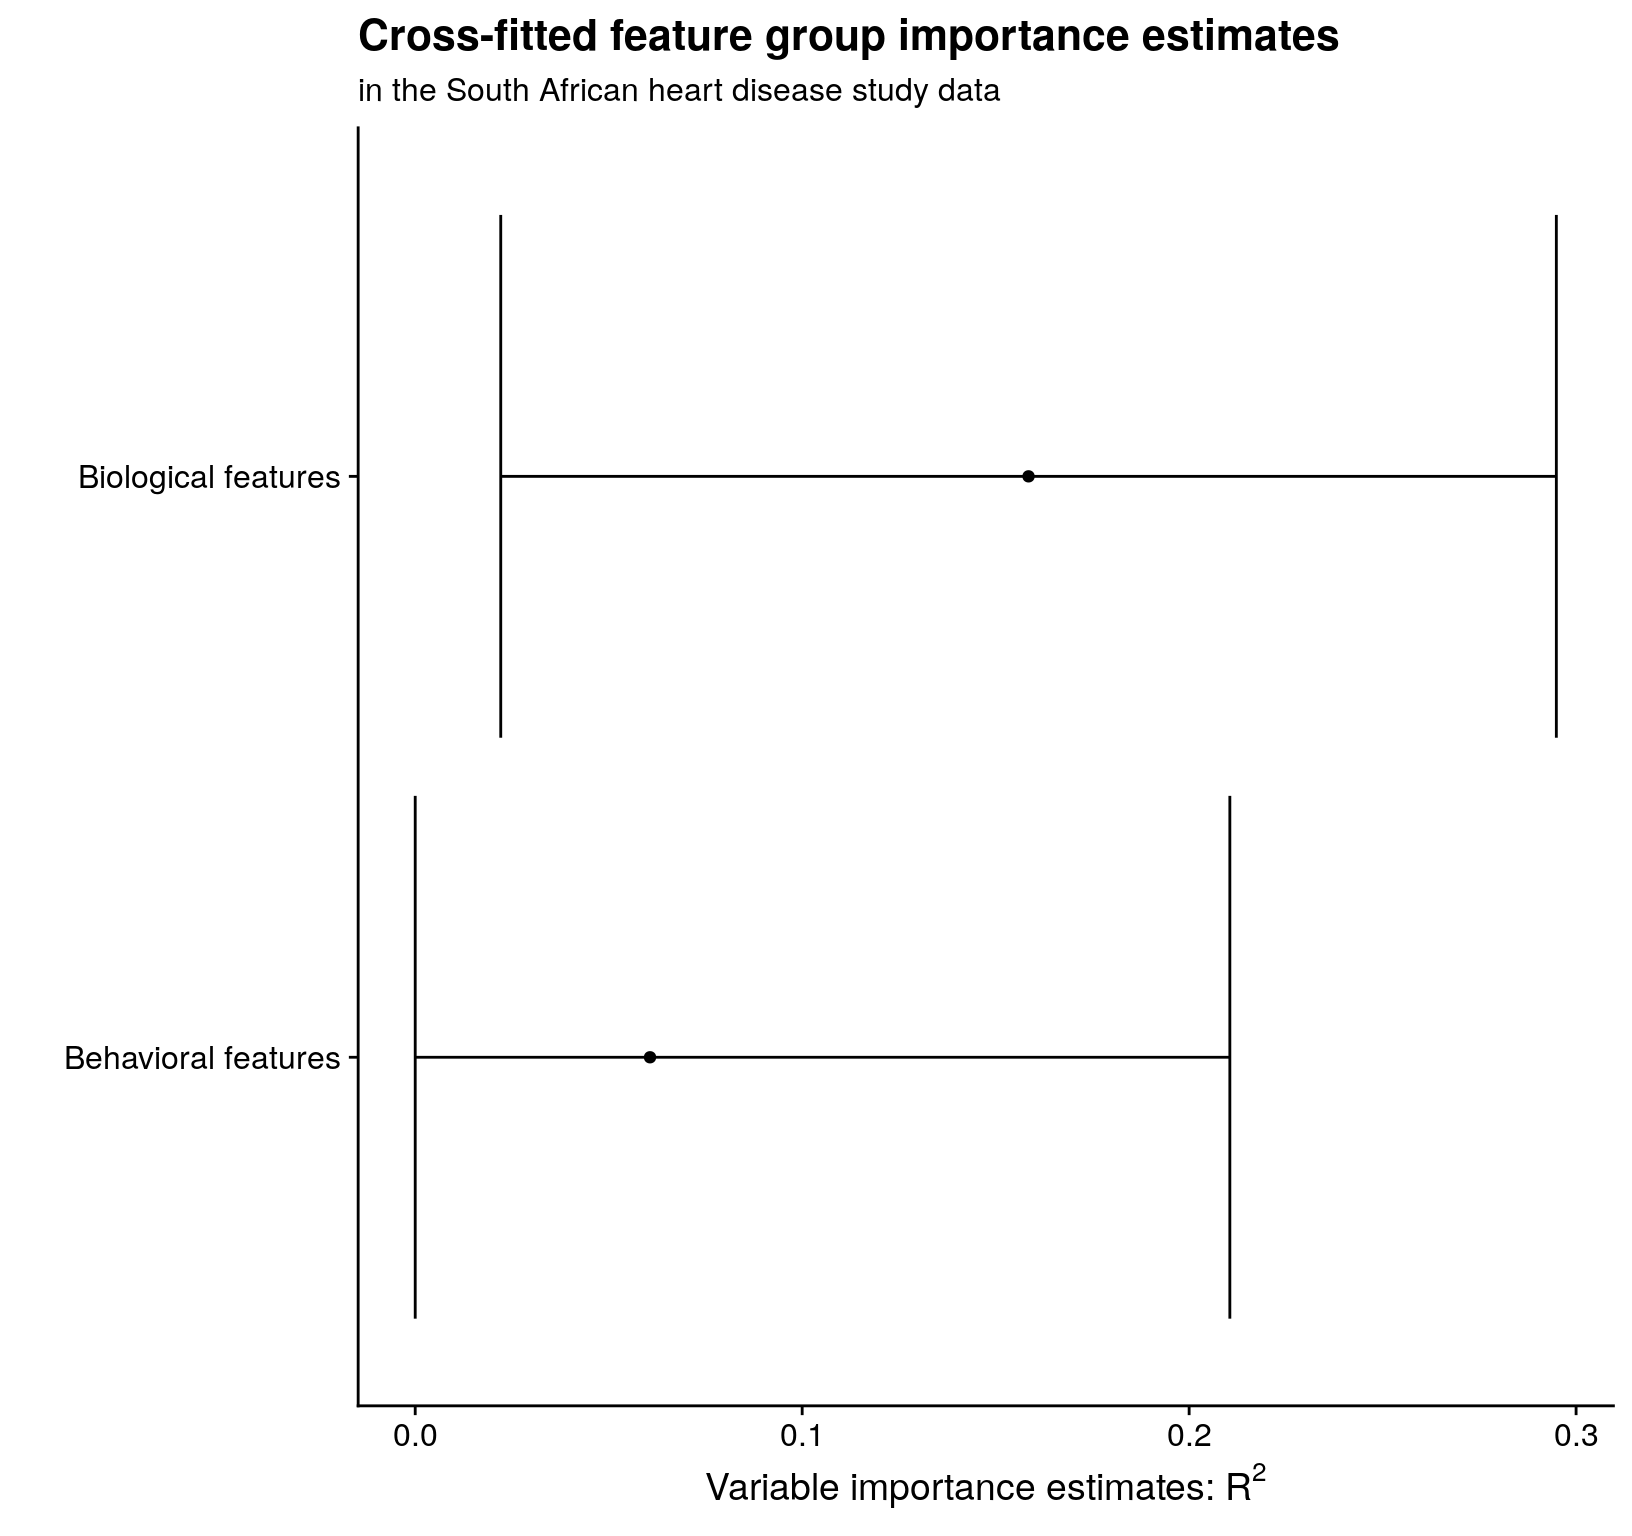 Cross-fitted feature group importance estimates
in the South African heart disease study data
Biological features
Behavioral features
0.0 0.1 0.2 0.3
Variable importance estimates: R²